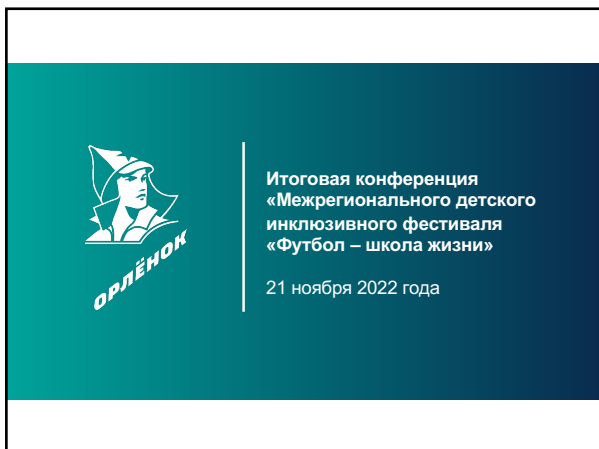 ОРЛЁНОК
Итоговая конференция
«Межрегионального детского
инклюзивного фестиваля
«Футбол – школа жизни»
21 ноября 2022 года